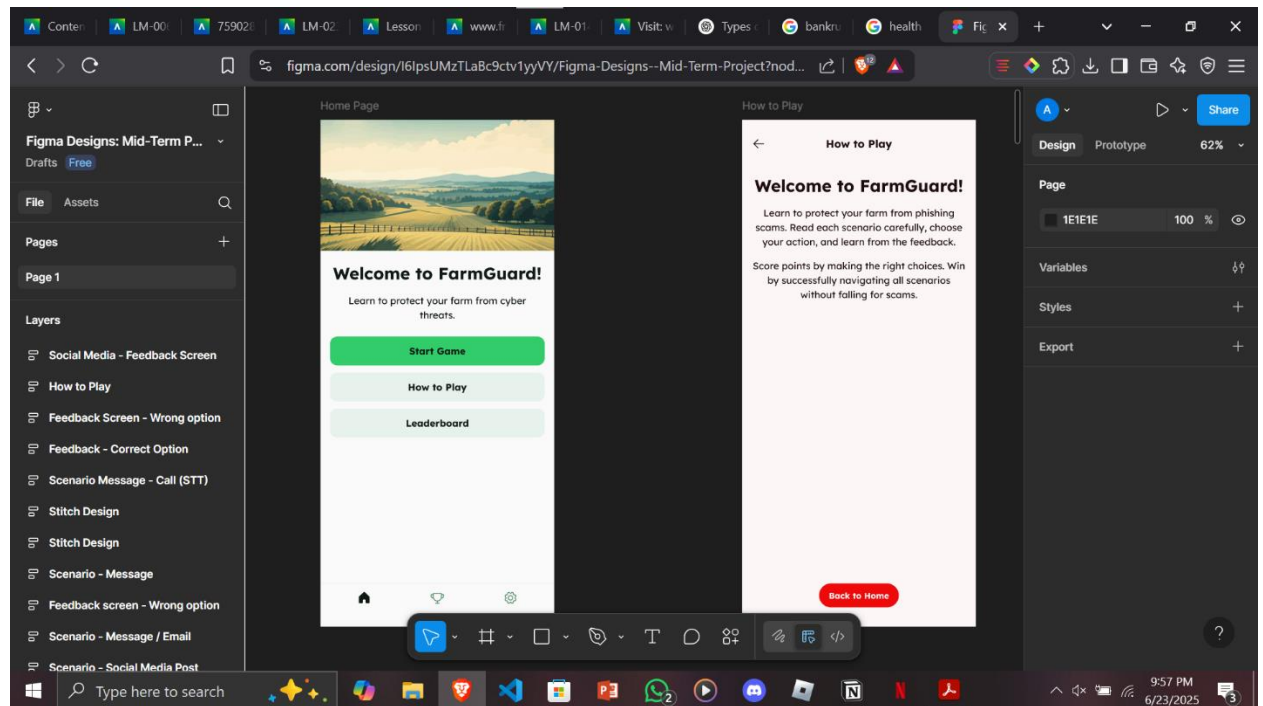 Conten
LM-00
75902
LM-02
Lesson
www.fr
LM-01-
Visit: w
Types
bankru
health
Fig
figma.com/design/I6IpsUMzTLaBc9ctv1yyVY/Figma-Designs--Mid-Term-Project?nod...
12
Figma Designs: Mid-Term P...
Drafts Free
File Assets
Pages
Page 1
Layers
Social Media - Feedback Screen
How to Play
Feedback Screen - Wrong option
Feedback - Correct Option
Scenario Message - Call (STT)
Stitch Design
Stitch Design
Scenario - Message
Feedback screen - Wrong option
Scenario - Message / Email
Scenario - Social Media Post
Home Page
Welcome to FarmGuard!
Learn to protect your farm from cyber
threats.
Start Game
How to Play
Leaderboard
How to Play
How to Play
Welcome to FarmGuard!
Learn to protect your farm from phishing
scams. Read each scenario carefully, choose
your action, and learn from the feedback.
Score points by making the right choices. Win
by successfully navigating all scenarios
without falling for scams.
Back to Home
A
Share
Design Prototype 62%
Page
1E1E1E 100 %
Variables
Styles
Export
?
Type here to search
2
9:57 PM
6/23/2025
3